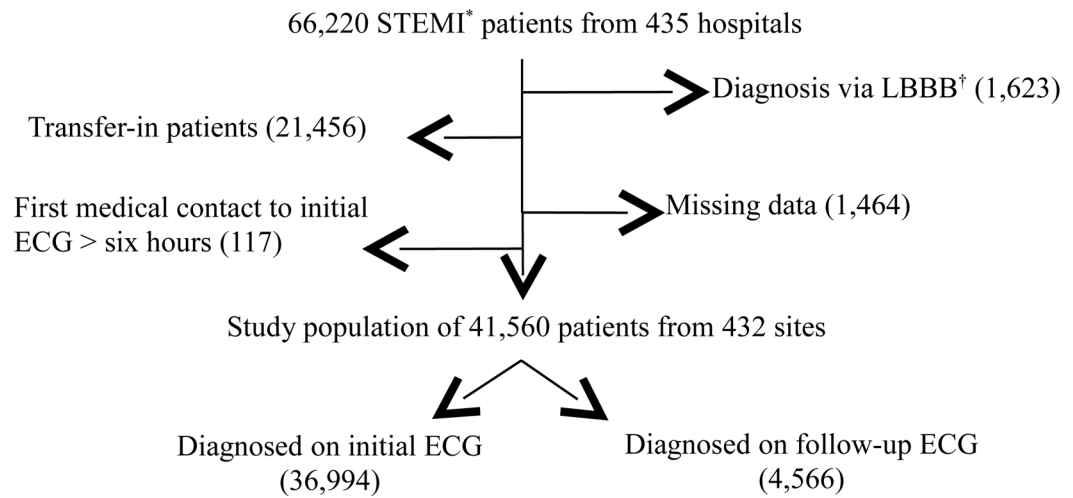 66,220 STEMI* patients from 435 hospitals
Diagnosis via LBBB† (1,623)
Transfer-in patients (21,456)
Missing data (1,464)
First medical contact to initial
ECG > six hours (117)
Study population of 41,560 patients from 432 sites
Diagnosed on initial ECG
(36,994)
Diagnosed on follow-up ECG
(4,566)